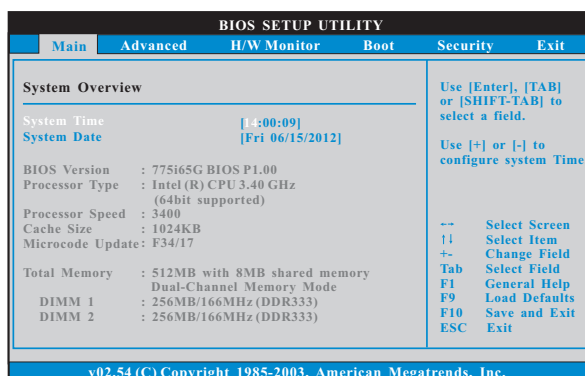 BIOS SETUP UTILITY
Main Advanced H/W Monitor Boot Security Exit
System Overview
System Time [14:00:09]
System Date [Fri 06/15/2012]
BIOS Version : 775i65G BIOS P1.00
Processor Type : Intel (R) CPU 3.40 GHz
(64bit supported)
Processor Speed : 3400
Cache Size : 1024KB
Microcode Update : F34/17
Total Memory : 512MB with 8MB shared memory
Dual-Channel Memory Mode
DIMM 1 : 256MB/166MHz (DDR333)
DIMM 2 : 256MB/166MHz (DDR333)
Use [Enter], [TAB]
or [SHIFT-TAB] to
select a field.
Use [+] or [-] to
configure system Time
←→ Select Screen
↑↓ Select Item
+- Change Field
Tab Select Field
F1 General Help
F9 Load Defaults
F10 Save and Exit
ESC Exit
v02.54 (C) Copyright 1985-2003, American Megatrends, Inc.